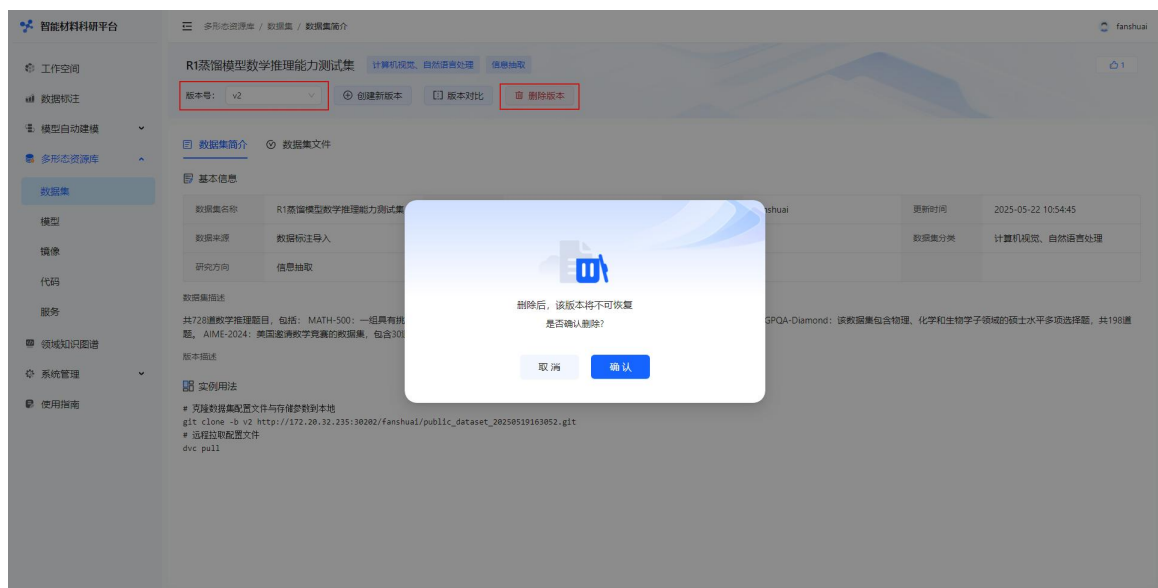 智能材料科研平台
多形态资源库 / 数据集 / 数据集简介
fanshuai
工作空间
数据标注
模型自动建模
多形态资源库
数据集
模型
镜像
代码
服务
领域知识图谱
系统管理
使用指南
R1蒸馏模型数学推理能力测试集 计算机视觉、自然语言处理 信息抽取
1
版本号: v2 创建新版本 版本对比 删除版本
数据集简介 数据集文件
基本信息
数据集名称 R1蒸馏模型数学推理能力测试集 nshuai 更新时间 2025-05-22 10:54:45
数据来源 数据标注导入 数据集分类 计算机视觉、自然语言处理
研究方向 信息抽取
数据集描述
共728道数学推理题目,包括: MATH-500:一组具有挑 GPQA-Diamond:该数据集包含物理、化学和生物学子领域的硕士水平多项选择题,共198道
题。 AIME-2024:美国邀请数学竞赛的数据集,包含30道
版本描述
实例用法
# 克隆数据集配置文件与存储参数到本地
git clone -b v2 http://172.20.32.235:30202/fanshuai/public_dataset_20250519163052.git
# 远程拉取配置文件
dvc pull
删除后,该版本将不可恢复
是否确认删除?
取 消 确 认